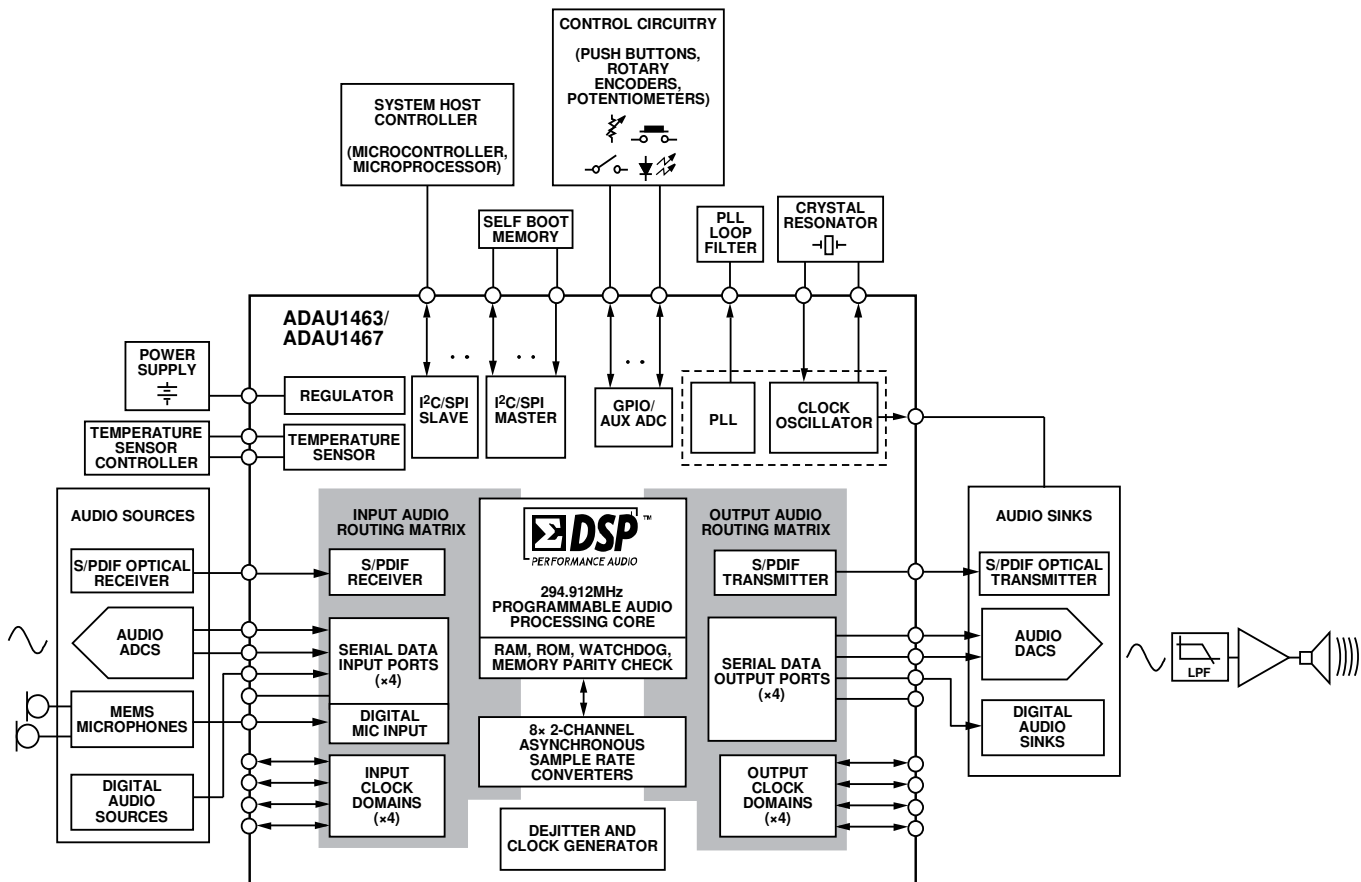 CONTROL CIRCUITRY
(PUSH BUTTONS,
ROTARY
ENCODERS,
POTENTIOMETERS)
SYSTEM HOST
CONTROLLER
(MICROCONTROLLER,
MICROPROCESSOR)
SELF BOOT
MEMORY
PLL
LOOP
FILTER
CRYSTAL
RESONATOR
ADAU1463/
ADAU1467
POWER
SUPPLY
REGULATOR
TEMPERATURE
SENSOR
CONTROLLER
TEMPERATURE
SENSOR
I²C/SPI
SLAVE
I²C/SPI
MASTER
GPIO/
AUX ADC
PLL
CLOCK
OSCILLATOR
AUDIO SOURCES
S/PDIF OPTICAL
RECEIVER
AUDIO
ADCS
MEMS
MICROPHONES
DIGITAL
AUDIO
SOURCES
INPUT AUDIO
ROUTING MATRIX
S/PDIF
RECEIVER
SERIAL DATA
INPUT PORTS
(×4)
DIGITAL
MIC INPUT
INPUT
CLOCK
DOMAINS
(×4)
ΣDSP™
PERFORMANCE AUDIO
294.912MHz
PROGRAMMABLE AUDIO
PROCESSING CORE
RAM, ROM, WATCHDOG,
MEMORY PARITY CHECK
8× 2-CHANNEL
ASYNCHRONOUS
SAMPLE RATE
CONVERTERS
DEJITTER AND
CLOCK GENERATOR
OUTPUT AUDIO
ROUTING MATRIX
S/PDIF
TRANSMITTER
SERIAL DATA
OUTPUT PORTS
(×4)
OUTPUT
CLOCK
DOMAINS
(×4)
AUDIO SINKS
S/PDIF OPTICAL
TRANSMITTER
AUDIO
DACS
DIGITAL
AUDIO
SINKS
LPF